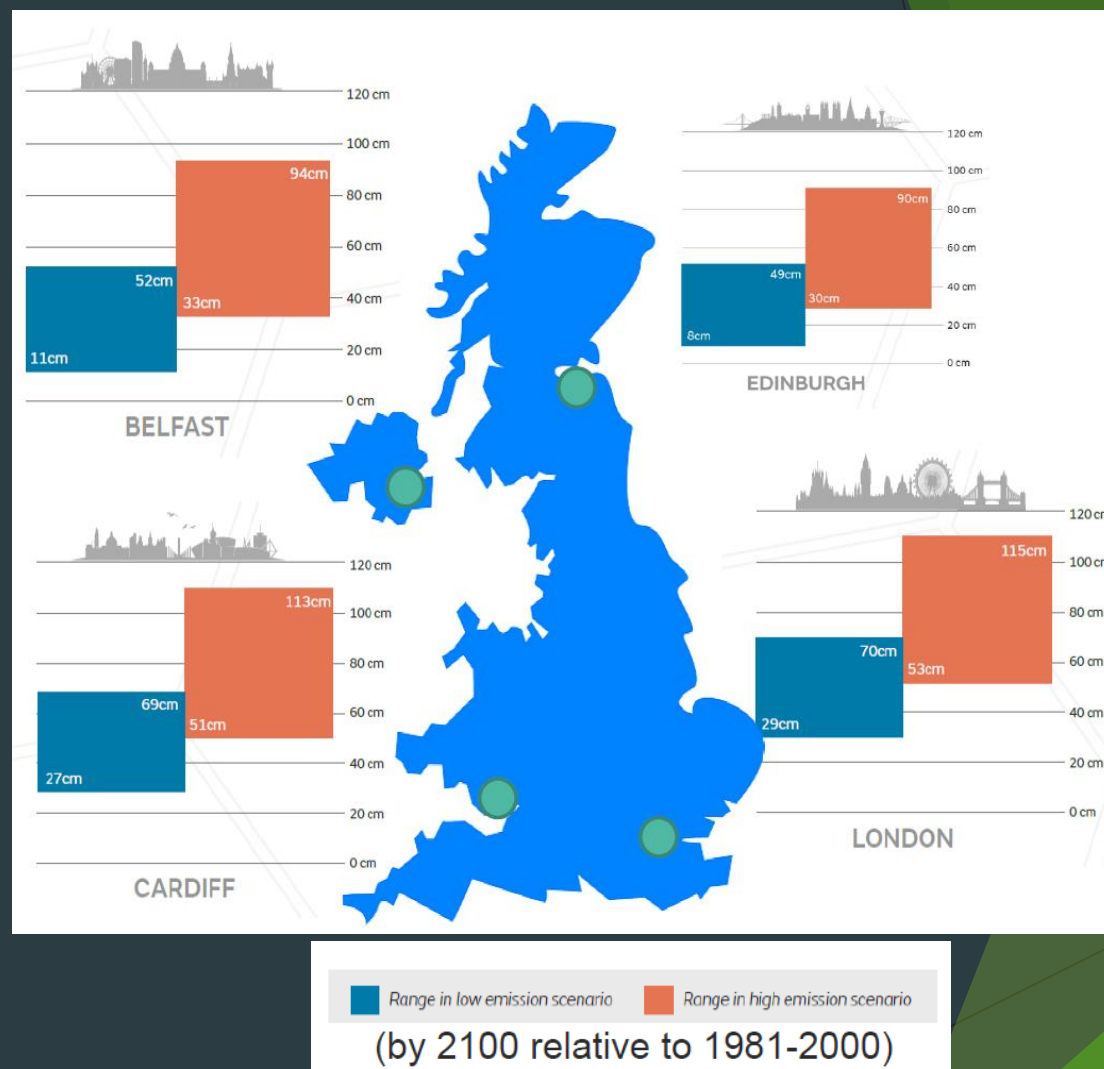 120 cm
100 cm
94cm
80 cm
60 cm
52cm
33cm
40 cm
20 cm
11cm
0 cm
BELFAST
120 cm
100 cm
90cm
80 cm
60 cm
49cm
40 cm
30cm
20 cm
8cm
0 cm
EDINBURGH
120 cm
113cm
100 cm
80 cm
69cm
60 cm
51cm
40 cm
27cm
20 cm
0 cm
CARDIFF
120 cm
115cm
100 cm
80 cm
70cm
60 cm
53cm
40 cm
29cm
20 cm
0 cm
LONDON
Range in low emission scenario
Range in high emission scenario
(by 2100 relative to 1981-2000)